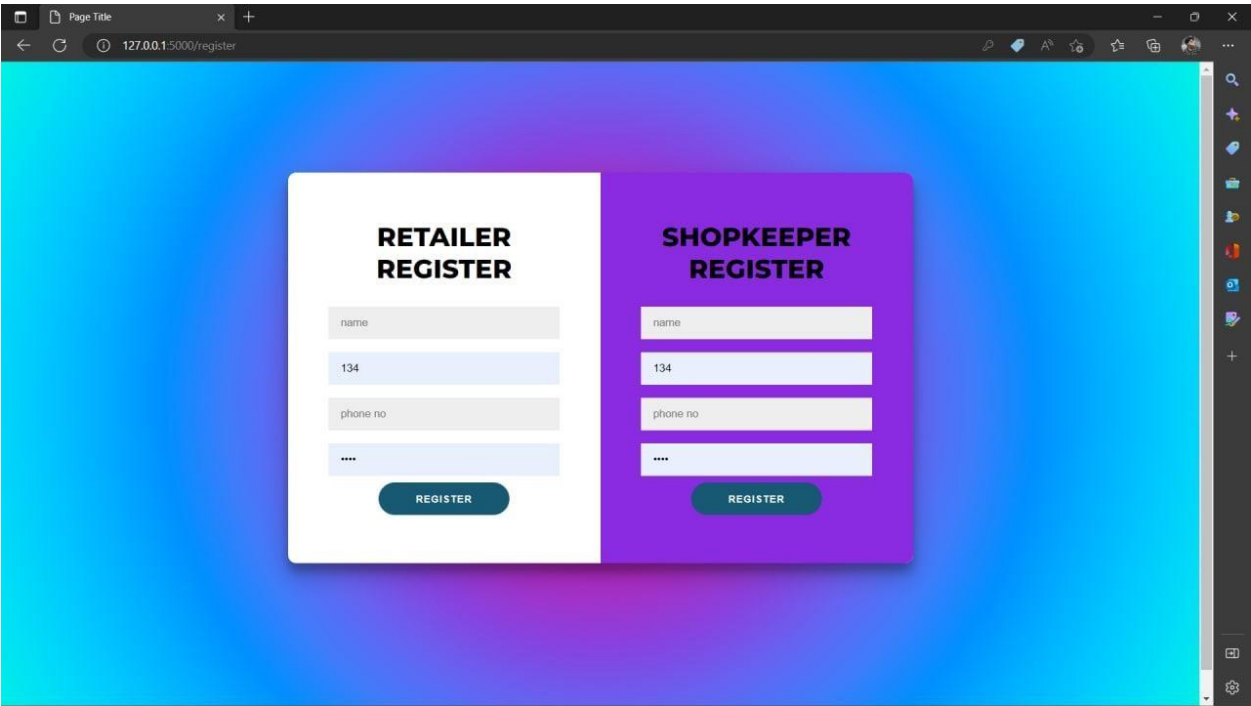 Page Title
127.0.0.1:5000/register
RETAILER
REGISTER
name
134
phone no
••••
REGISTER
SHOPKEEPER
REGISTER
name
134
phone no
••••
REGISTER